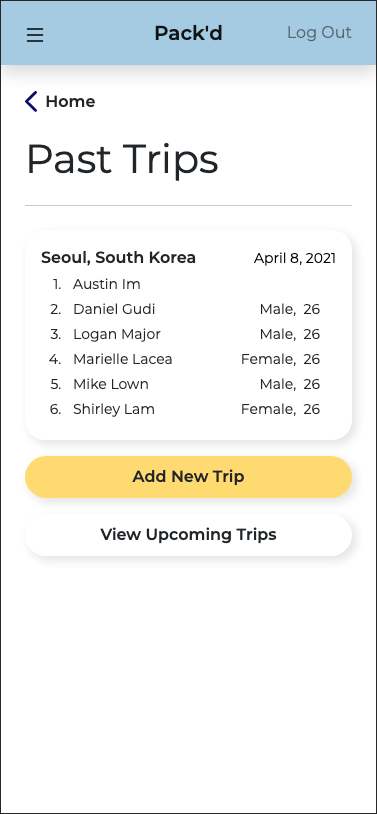 Pack'd Log Out
Home
Past Trips
Seoul, South Korea April 8, 2021
1. Austin Im
2. Daniel Gudi Male, 26
3. Logan Major Male, 26
4. Marielle Lacea Female, 26
5. Mike Lown Male, 26
6. Shirley Lam Female, 26
Add New Trip
View Upcoming Trips